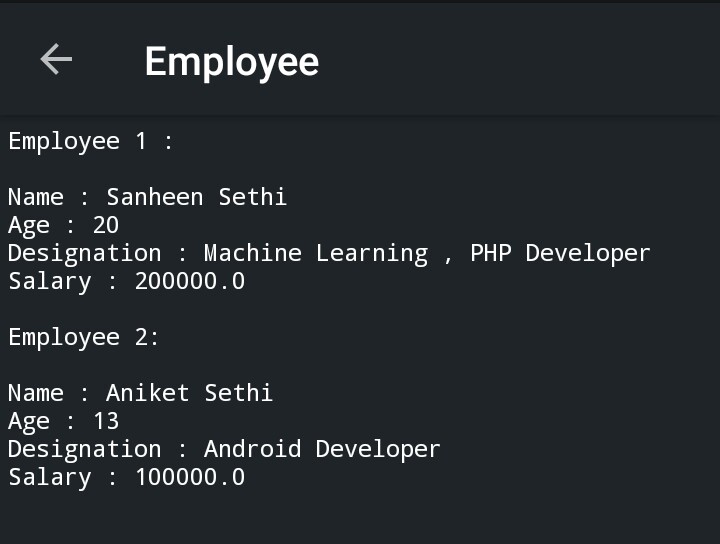 Employee
Employee 1 :
Name : Sanheen Sethi
Age : 20
Designation : Machine Learning , PHP Developer
Salary : 200000.0
Employee 2:
Name : Aniket Sethi
Age : 13
Designation : Android Developer
Salary : 100000.0